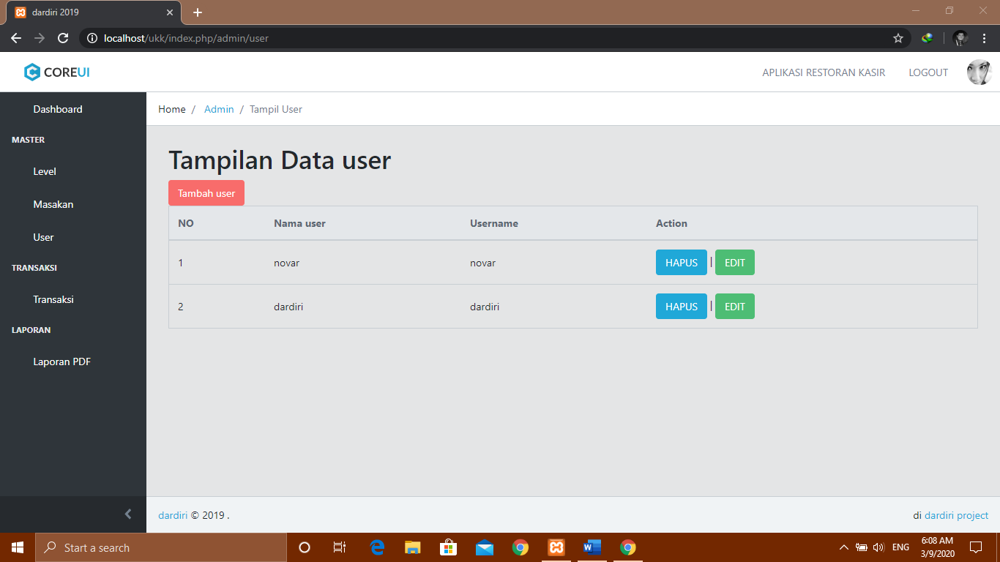 dardiri 2019
localhost/ukk/index.php/admin/user
COREUI
APLIKASI RESTORAN KASIR LOGOUT
Dashboard
MASTER
Level
Masakan
User
TRANSAKSI
Transaksi
LAPORAN
Laporan PDF
Home / Admin / Tampil User
Tampilan Data user
Tambah user
NO Nama user Username Action
1 novar novar HAPUS | EDIT
2 dardiri dardiri HAPUS | EDIT
dardiri © 2019 .
di dardiri project
Start a search
ENG
6:08 AM
3/9/2020